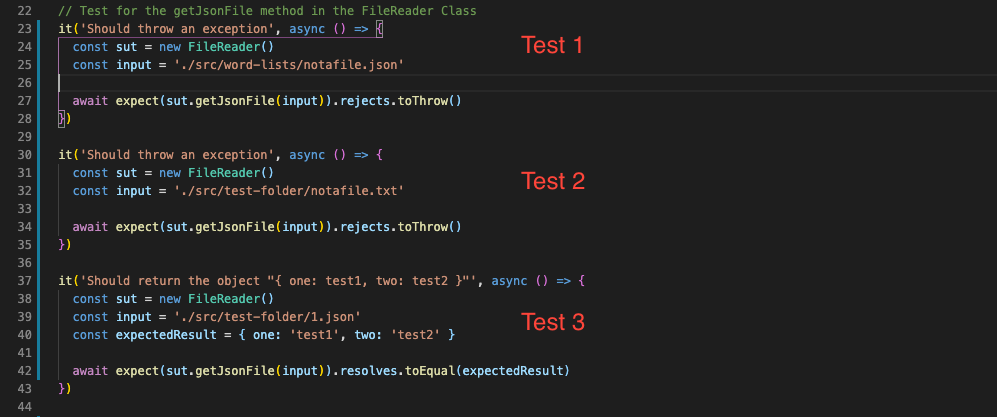 22 // Test for the getJsonFile method in the FileReader Class
23 it('Should throw an exception', async () => {
24 const sut = new FileReader() Test 1
25 const input = './src/word-lists/notafile.json'
26
27 await expect(sut.getJsonFile(input)).rejects.toThrow()
28 })
29
30 it('Should throw an exception', async () => {
31 const sut = new FileReader() Test 2
32 const input = './src/test-folder/notafile.txt'
33
34 await expect(sut.getJsonFile(input)).rejects.toThrow()
35 })
36
37 it('Should return the object "{ one: test1, two: test2 }"', async () => {
38 const sut = new FileReader()
39 const input = './src/test-folder/1.json' Test 3
40 const expectedResult = { one: 'test1', two: 'test2' }
41
42 await expect(sut.getJsonFile(input)).resolves.toEqual(expectedResult)
43 })
44